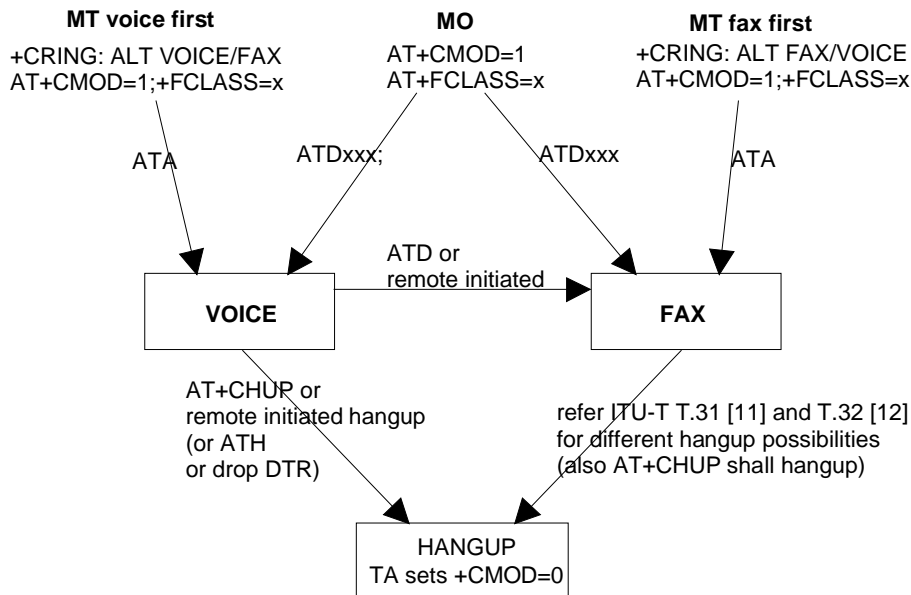 MT voice first
+CRING: ALT VOICE/FAX
AT+CMOD=1;+FCLASS=x
MO
AT+CMOD=1
AT+FCLASS=x
MT fax first
+CRING: ALT FAX/VOICE
AT+CMOD=1;+FCLASS=x
ATA
ATDxxx;
ATDxxx
ATA
ATD or
remote initiated
VOICE
FAX
AT+CHUP or
remote initiated hangup
(or ATH
or drop DTR)
refer ITU-T T.31 [11] and T.32 [12]
for different hangup possibilities
(also AT+CHUP shall hangup)
HANGUP
TA sets +CMOD=0